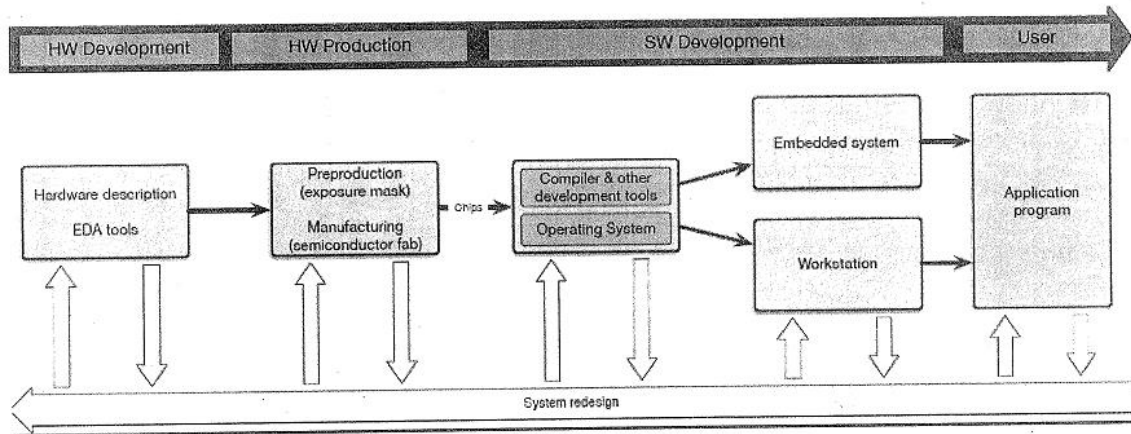 HW Development
HW Production
SW Development
User
Hardware description
EDA tools
Preproduction
(exposure mask)
Manufacturing
(semiconductor fab)
Chips
Compiler & other
development tools
Operating System
Embedded system
Workstation
Application
program
System redesign